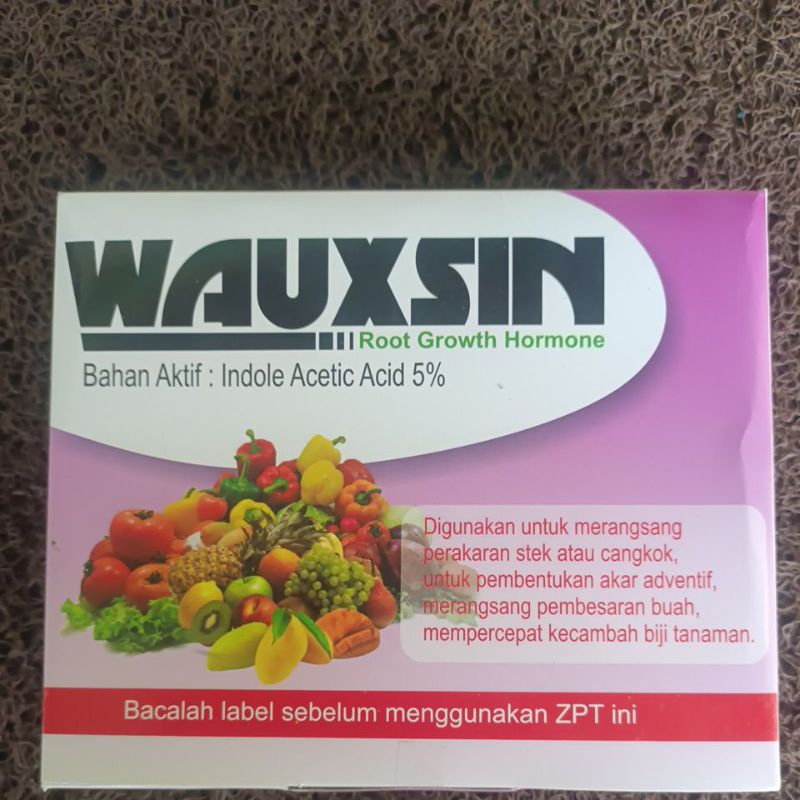 WAUXSIN
Root Growth Hormone
Bahan Aktif : Indole Acetic Acid 5%
Digunakan untuk merangsang
perakaran stek atau cangkok,
untuk pembentukan akar adventif,
merangsang pembesaran buah,
mempercepat kecambah biji tanaman.
Bacalah label sebelum menggunakan ZPT ini